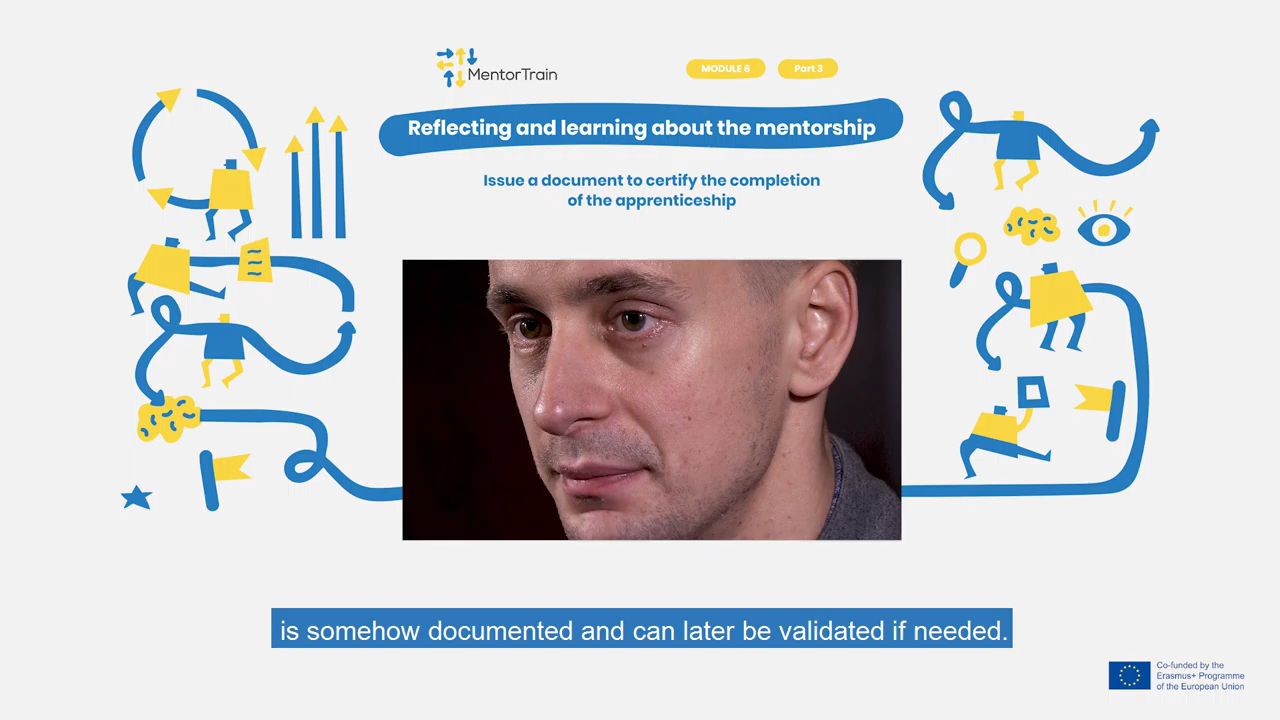 MentorTrain
MODULE 6
Part 3
Reflecting and learning about the mentorship
Issue a document to certify the completion
of the apprenticeship
is somehow documented and can later be validated if needed.
Co-funded by the
Erasmus+ Programme
of the European Union